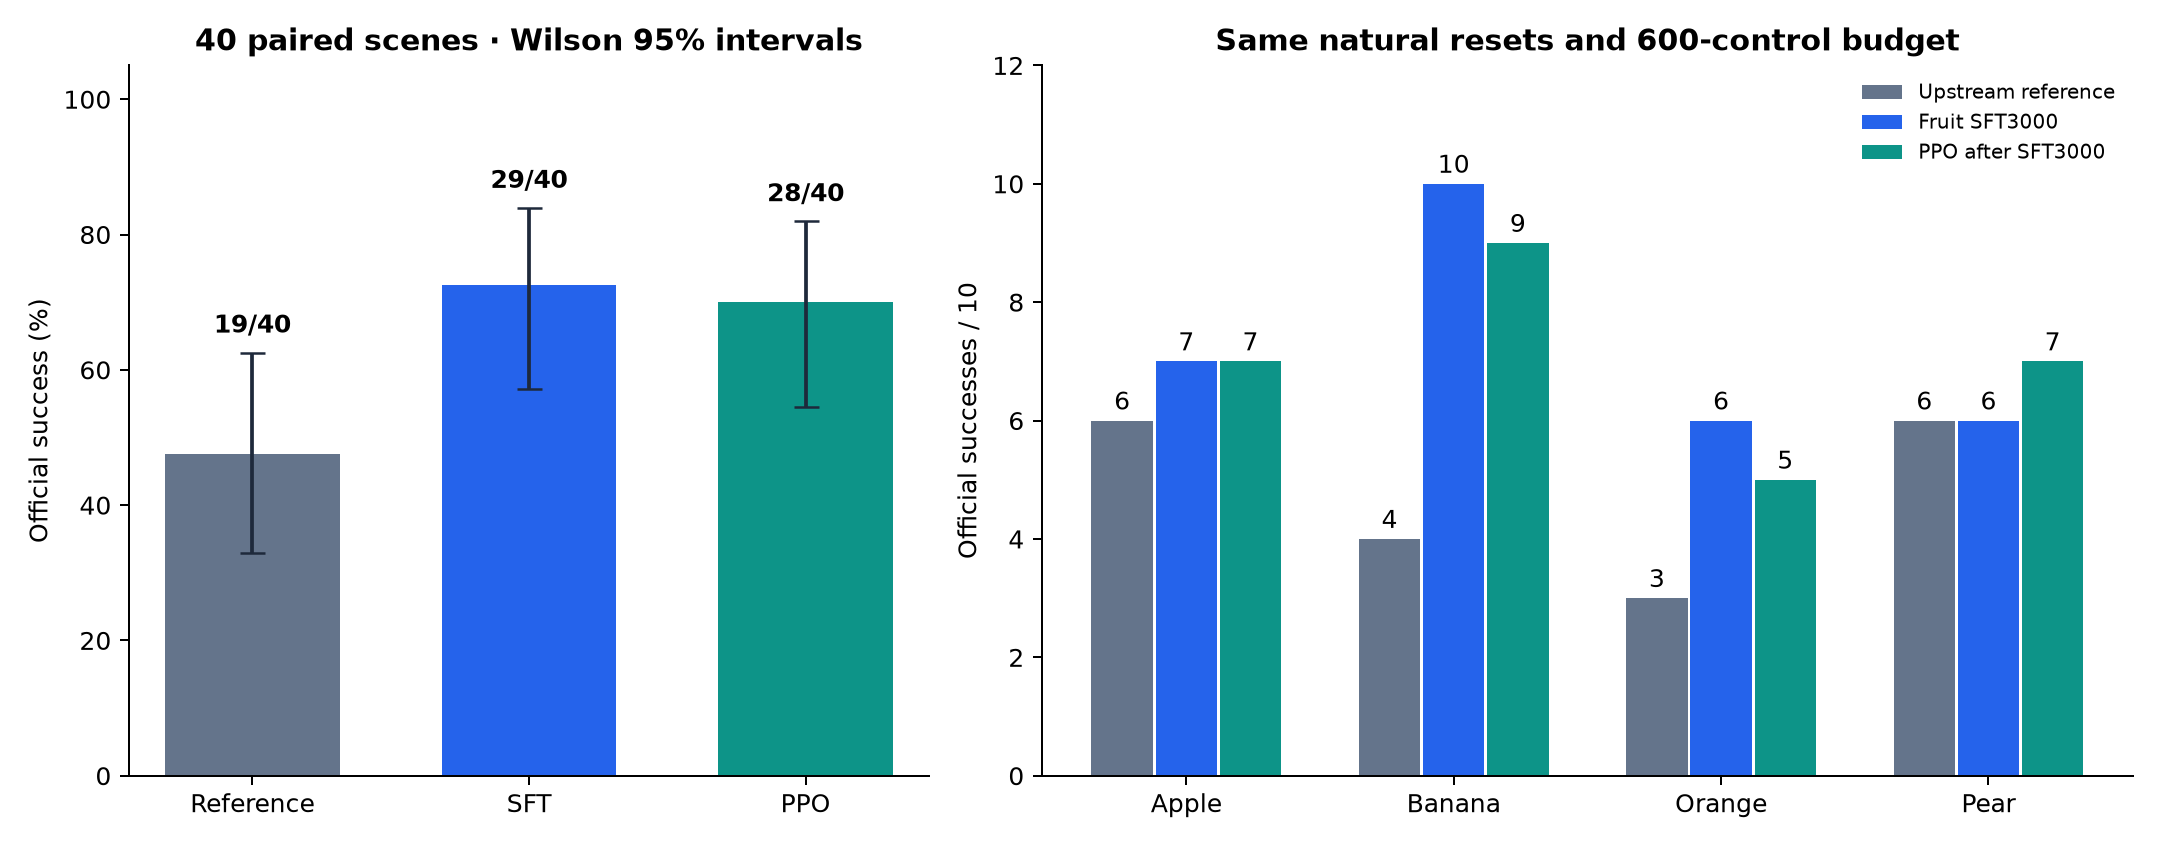 40 paired scenes · Wilson 95% intervals
Official success (%)
100
80
60
40
20
0
19/40
29/40
28/40
Reference
SFT
PPO
Same natural resets and 600-control budget
Official successes / 10
12
10
8
6
4
2
0
Upstream reference
Fruit SFT3000
PPO after SFT3000
6
7
7
4
10
9
3
6
5
6
6
7
Apple
Banana
Orange
Pear